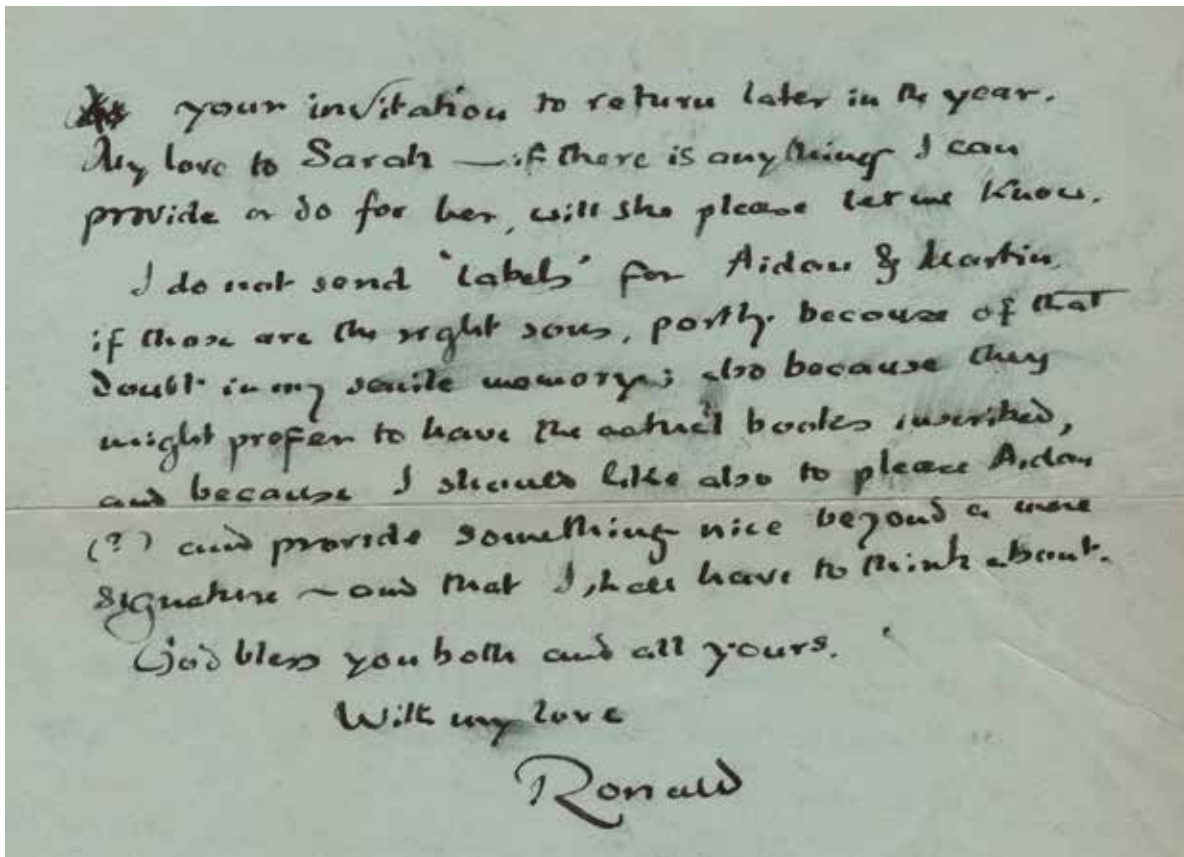 your invitation to return later in the year.
My love to Sarah — if there is anything I can
provide or do for her, will she please let me know.
I do not send 'labels' for Aidan & Martin,
if those are the right sons, partly because of that
doubt in my senile memory; also because they
might prefer to have the actual books inscribed,
and because I should like also to please Aidan
(?) and provide something nice beyond a mere
signature — and that I shall have to think about.
God bless you both and all yours.
With my love
Ronald